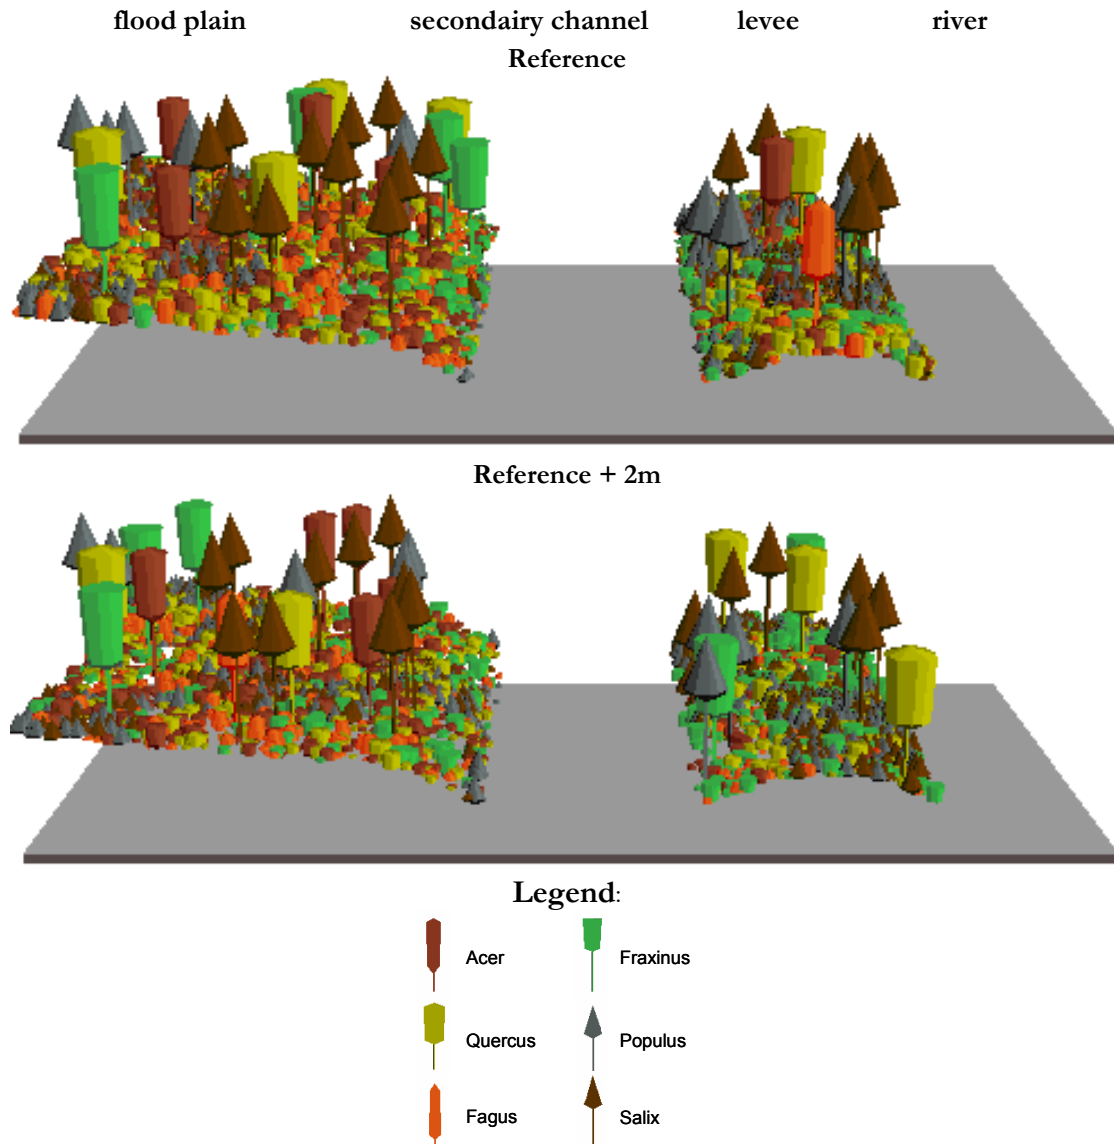 flood plain secondairy channel levee river
Reference
Reference + 2m
Legend:
Acer Fraxinus
Quercus Populus
Fagus Salix